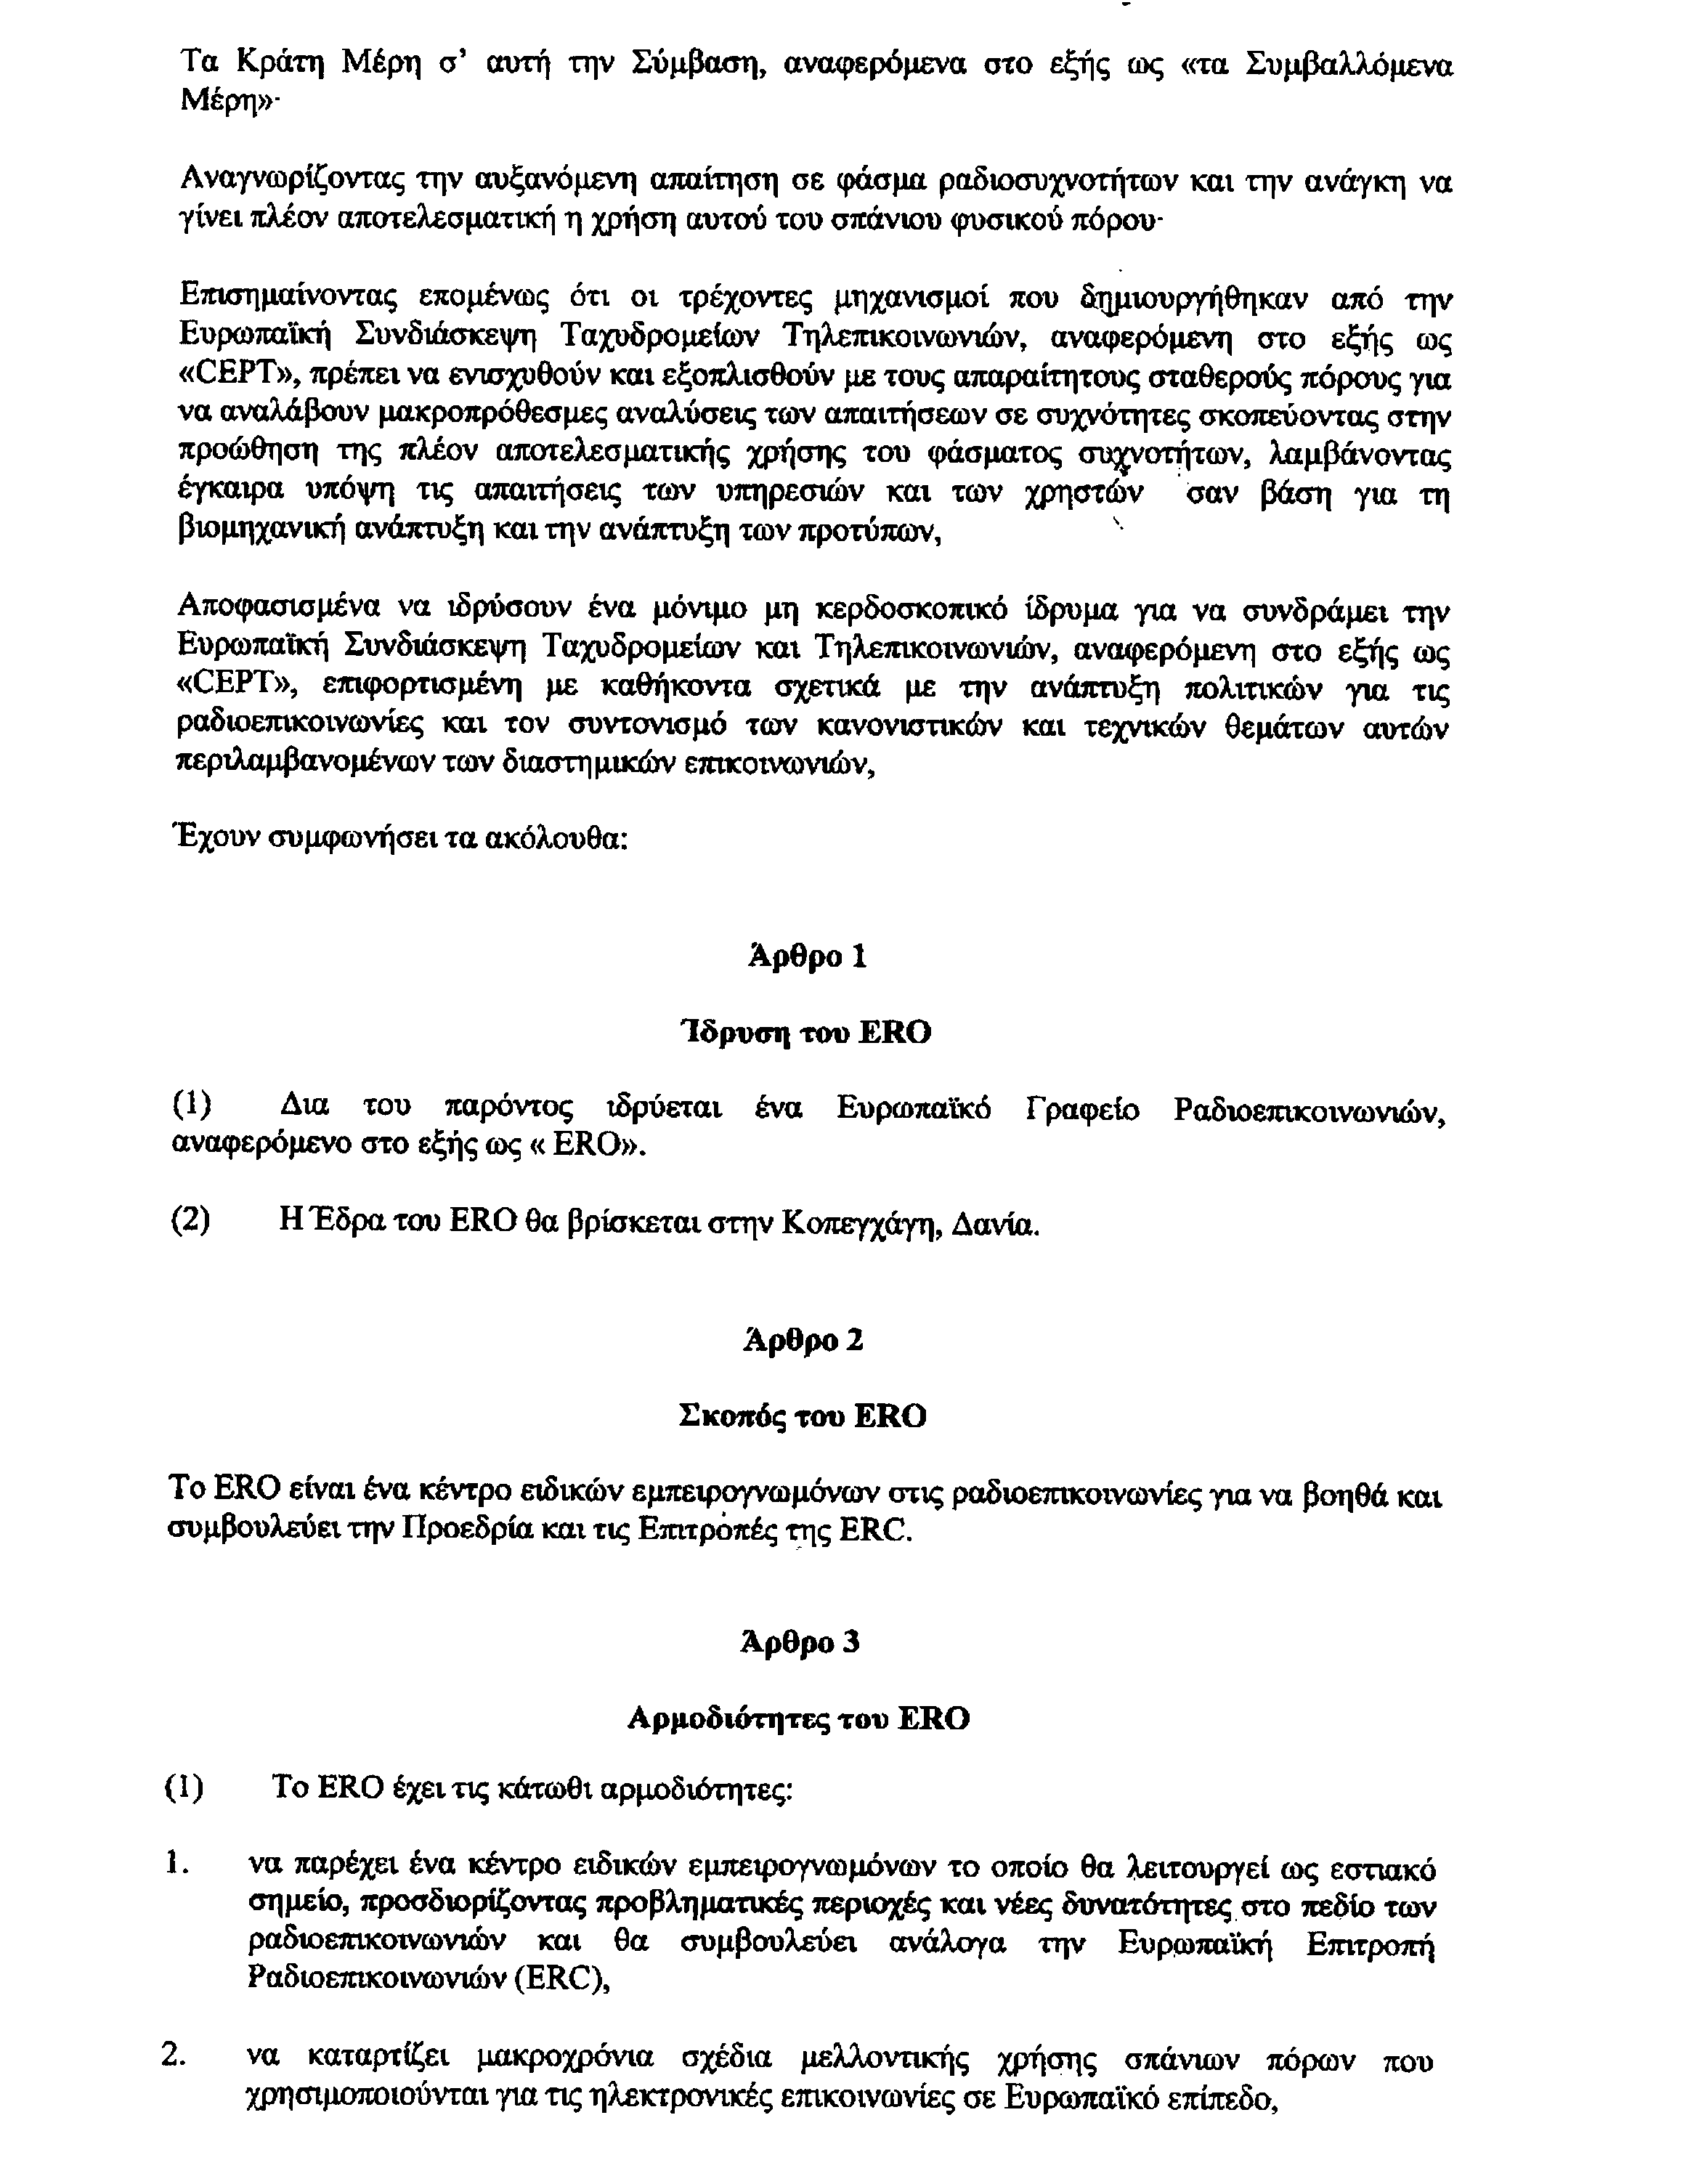 Τα Κράτη Μέρη σ’ αυτή την Σύμβαση, αναφερόμενα στο εξής ως «τα Συμβαλλόμενα
Μέρη»·
Αναγνωρίζοντας την αυξανόμενη απαίτηση σε φάσμα ραδιοσυχνοτήτων και την ανάγκη να
γίνει πλέον αποτελεσματική η χρήση αυτού του σπάνιου φυσικού πόρου·
Επισημαίνοντας επομένως ότι οι τρέχοντες μηχανισμοί που δημιουργήθηκαν από την
Ευρωπαϊκή Συνδιάσκεψη Ταχυδρομείων Τηλεπικοινωνιών, αναφερόμενη στο εξής ως
«CEPT», πρέπει να ενισχυθούν και εξοπλισθούν με τους απαραίτητους σταθερούς πόρους για
να αναλάβουν μακροπρόθεσμες αναλύσεις των απαιτήσεων σε συχνότητες σκοπεύοντας στην
προώθηση της πλέον αποτελεσματικής χρήσης του φάσματος συχνοτήτων, λαμβάνοντας
έγκαιρα υπόψη τις απαιτήσεις των υπηρεσιών και των χρηστών σαν βάση για τη
βιομηχανική ανάπτυξη και την ανάπτυξη των προτύπων,
Αποφασισμένα να ιδρύσουν ένα μόνιμο μη κερδοσκοπικό ίδρυμα για να συνδράμει την
Ευρωπαϊκή Συνδιάσκεψη Ταχυδρομείων και Τηλεπικοινωνιών, αναφερόμενη στο εξής ως
«CEPT», επιφορτισμένη με καθήκοντα σχετικά με την ανάπτυξη πολιτικών για τις
ραδιοεπικοινωνίες και τον συντονισμό των κανονιστικών και τεχνικών θεμάτων αυτών
περιλαμβανομένων των διαστημικών επικοινωνιών,
Έχουν συμφωνήσει τα ακόλουθα:
Άρθρο 1
Ίδρυση του ERO
(1) Δια του παρόντος ιδρύεται ένα Ευρωπαϊκό Γραφείο Ραδιοεπικοινωνιών,
αναφερόμενο στο εξής ως « ERO».
(2) Η Έδρα του ERO θα βρίσκεται στην Κοπεγχάγη, Δανία.
Άρθρο 2
Σκοπός του ERO
Το ERO είναι ένα κέντρο ειδικών εμπειρογνωμόνων στις ραδιοεπικοινωνίες για να βοηθά και
συμβουλεύει την Προεδρία και τις Επιτρόπές της ERC.
Άρθρο 3
Αρμοδιότητες του ERO
(1) Το ERO έχει τις κάτωθι αρμοδιότητες:
1. να παρέχει ένα κέντρο ειδικών εμπειρογνωμόνων το οποίο θα λειτουργεί ως εστιακό
σημείο, προσδιορίζοντας προβληματικές περιοχές και νέες δυνατότητες στο πεδίο των
ραδιοεπικοινωνιών και θα συμβουλεύει ανάλογα την Ευρωπαϊκή Επιτροπή
Ραδιοεπικοινωνιών (ERC),
2. να καταρτίζει μακροχρόνια σχέδια μελλοντικής χρήσης σπάνιων πόρων που
χρησιμοποιούνται για τις ηλεκτρονικές επικοινωνίες σε Ευρωπαϊκό επίπεδο,